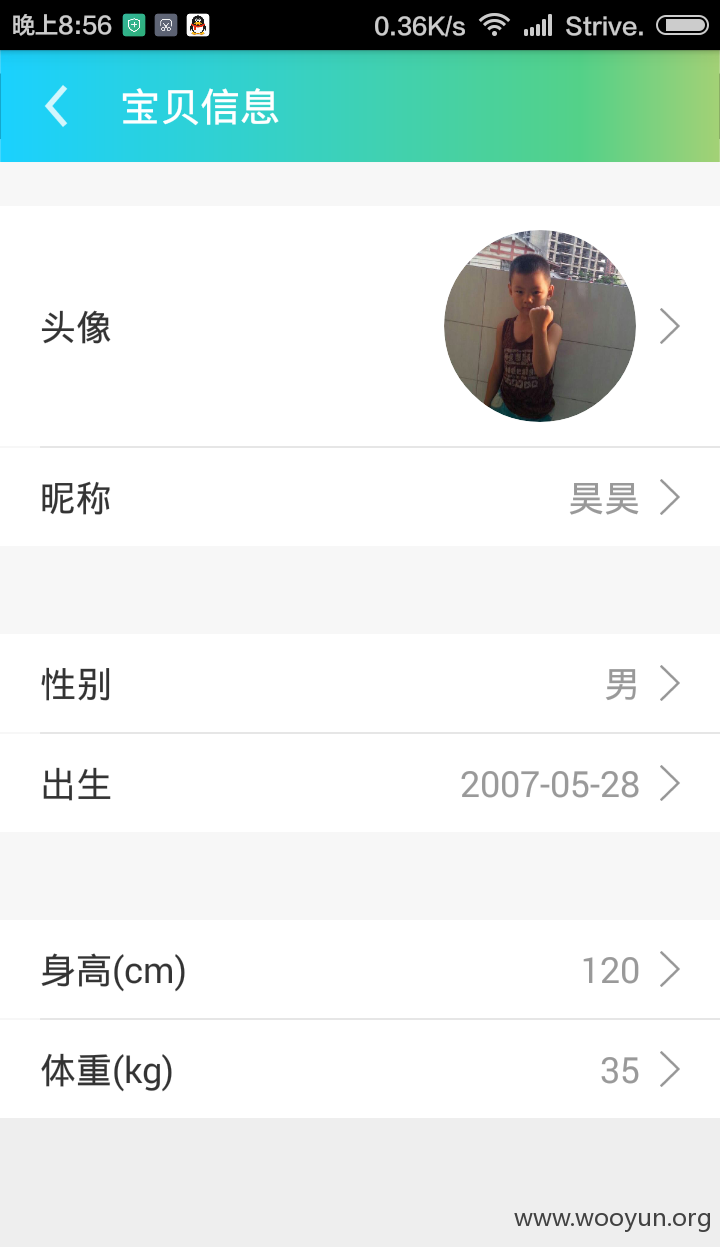 晚上8:56 0.36K/s Strive.
宝贝信息
头像
昵称 昊昊
性别 男
出生 2007-05-28
身高(cm) 120
体重(kg) 35
www.wooyun.org